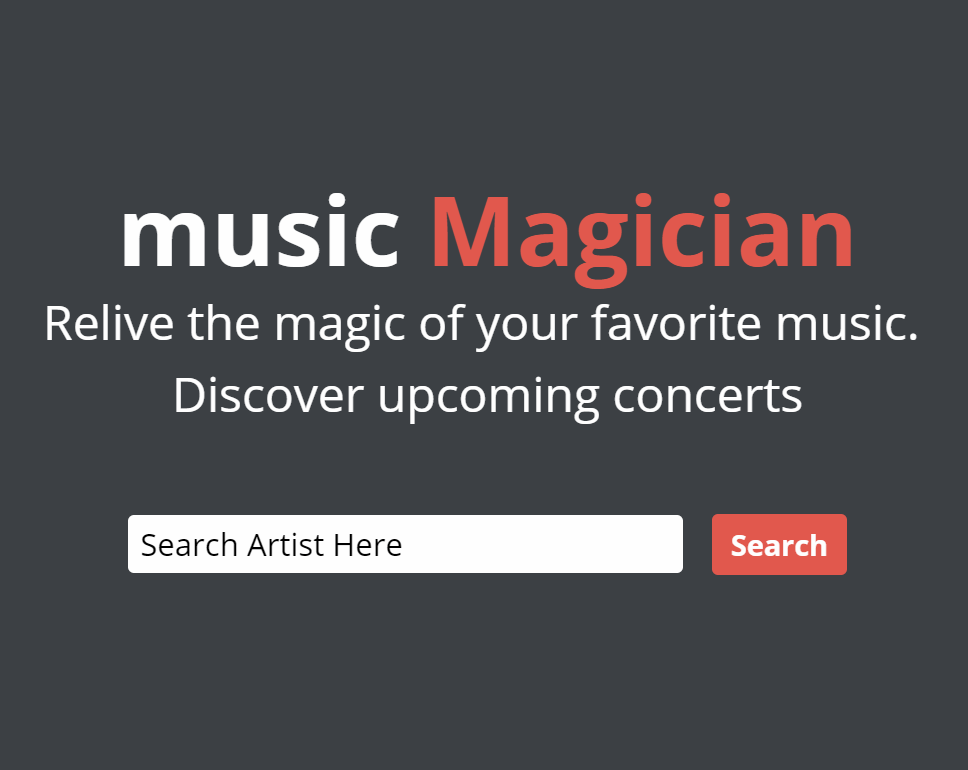 music Magician
Relive the magic of your favorite music.
Discover upcoming concerts
Search Artist Here
Search